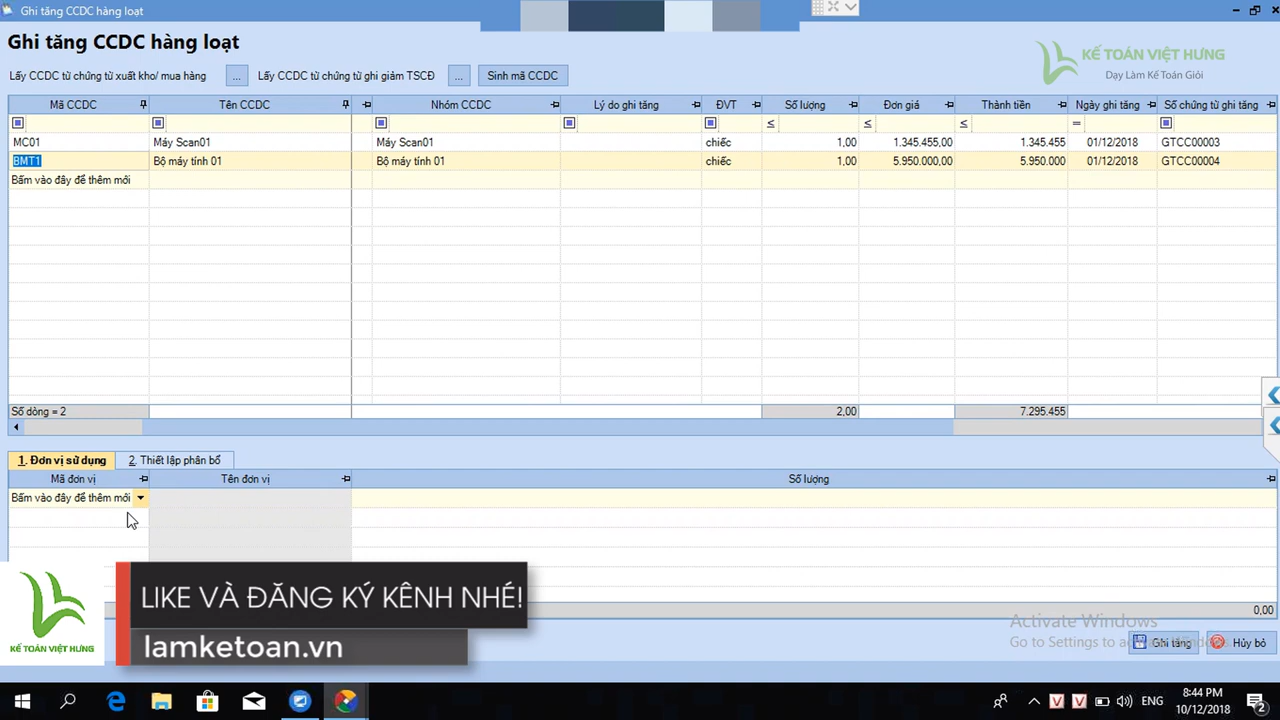 Ghi tăng CCDC hàng loạt
Ghi tăng CCDC hàng loạt
KẾ TOÁN VIỆT HƯNG
Dạy Làm Kế Toán Giỏi
Lấy CCDC từ chứng từ xuất kho/ mua hàng ... Lấy CCDC từ chứng từ ghi giảm TSCĐ ... Sinh mã CCDC
Mã CCDC Tên CCDC Nhóm CCDC Lý do ghi tăng ĐVT Số lượng Đơn giá Thành tiền Ngày ghi tăng Số chứng từ ghi tăng
≤ ≤ ≤ =
MC01 Máy Scan01 Máy Scan01 chiếc 1,00 1.345.455,00 1.345.455 01/12/2018 GTCC00003
BMT1 Bộ máy tính 01 Bộ máy tính 01 chiếc 1,00 5.950.000,00 5.950.000 01/12/2018 GTCC00004
Bấm vào đây để thêm mới
Số dòng = 2 2,00 7.295.455
1. Đơn vị sử dụng 2. Thiết lập phân bổ
Mã đơn vị Tên đơn vị Số lượng
Bấm vào đây để thêm mới
LIKE VÀ ĐĂNG KÝ KÊNH NHÉ!
0,00
Activate Windows
Go to Settings to activate Windows.
Ghi tăng Hủy bỏ
KẾ TOÁN VIỆT HƯNG
lamketoan.vn
ENG
8:44 PM
10/12/2018
2